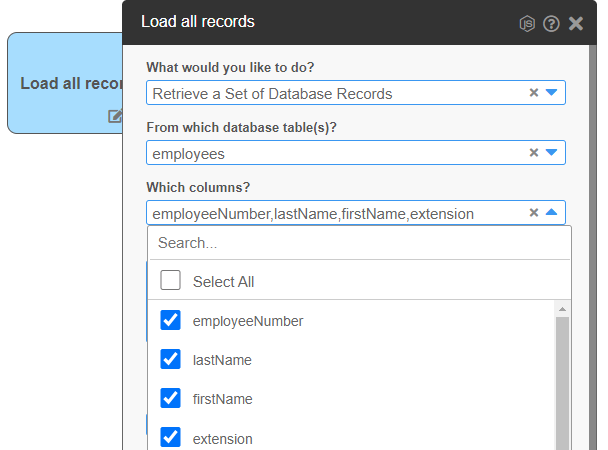 Load all records
JS ?
Load all recor
What would you like to do?
Retrieve a Set of Database Records
From which database table(s)?
employees
Which columns?
employeeNumber,lastName,firstName,extension
Search...
Select All
employeeNumber
lastName
firstName
extension